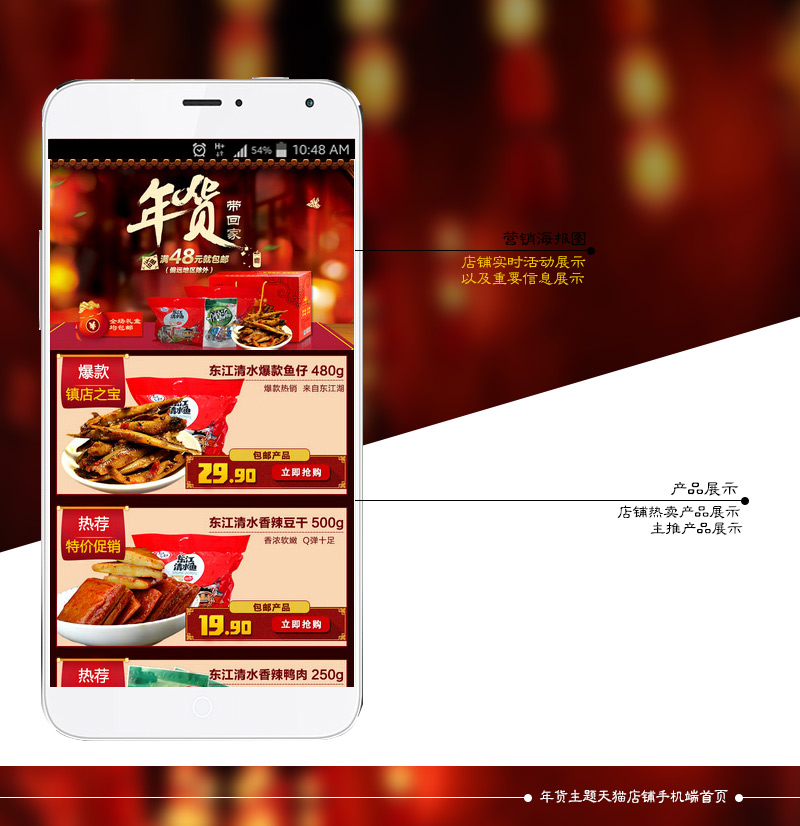 H+
54%
10:48 AM
年货
带回家
满48元就包邮
(偏远地区除外)
全场礼盒
均包邮
爆款
镇店之宝
东江清水爆款鱼仔 480g
爆款热销 来自东江湖
包邮产品
29.90
立即抢购
热荐
特价促销
东江清水香辣豆干 500g
香浓软嫩 Q弹十足
东江
清水鱼
包邮产品
19.90
立即抢购
热荐
东江清水香辣鸭肉 250g
营销海报图
店铺实时活动展示
以及重要信息展示
产品展示
店铺热卖产品展示
主推产品展示
年货主题天猫店铺手机端首页